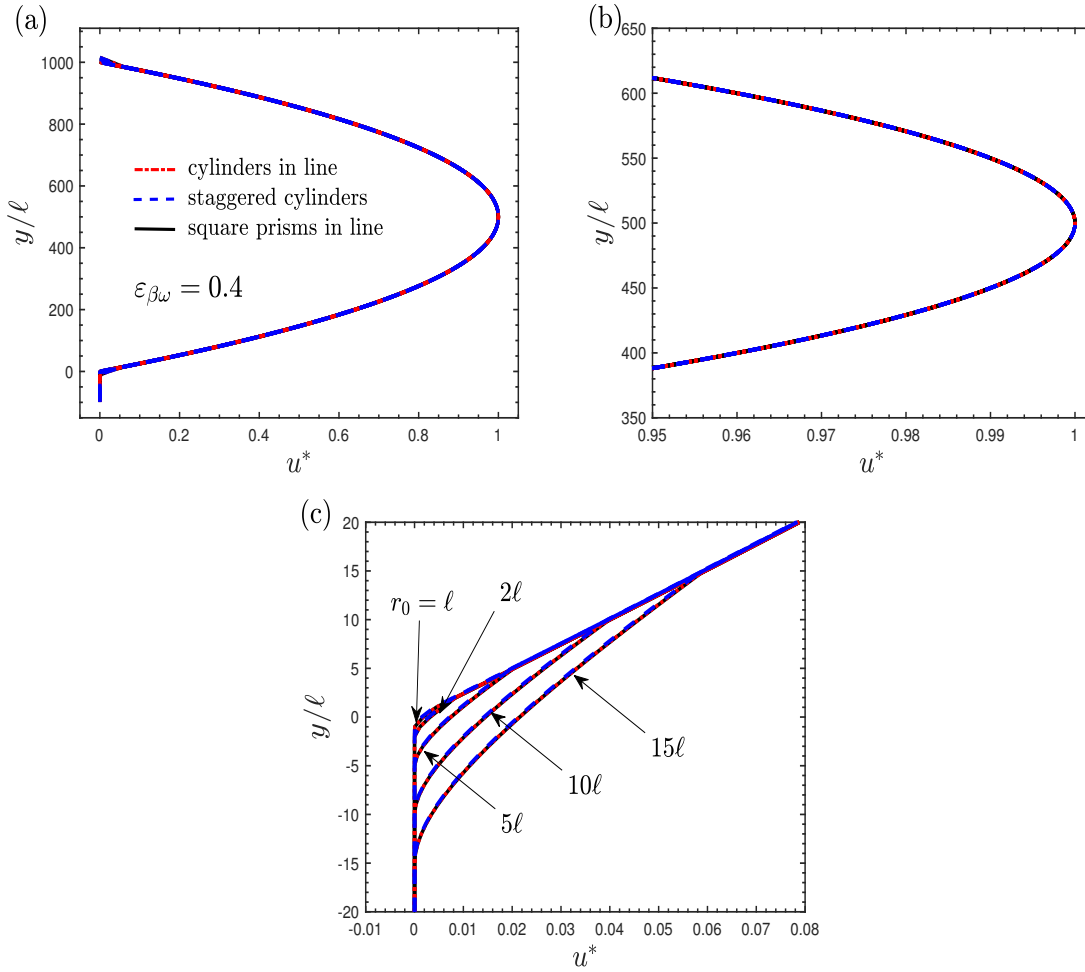 (a)
1000
800
600
400
200
0
y/ℓ
cylinders in line
staggered cylinders
square prisms in line
ε_{βω} = 0.4
0 0.2 0.4 0.6 0.8 1
u*
(b)
650
600
550
500
450
400
350
y/ℓ
0.95 0.96 0.97 0.98 0.99 1
u*
(c)
20
15
10
5
0
-5
-10
-15
-20
y/ℓ
r_0 = ℓ
2ℓ
15ℓ
10ℓ
5ℓ
-0.01 0 0.01 0.02 0.03 0.04 0.05 0.06 0.07 0.08
u*